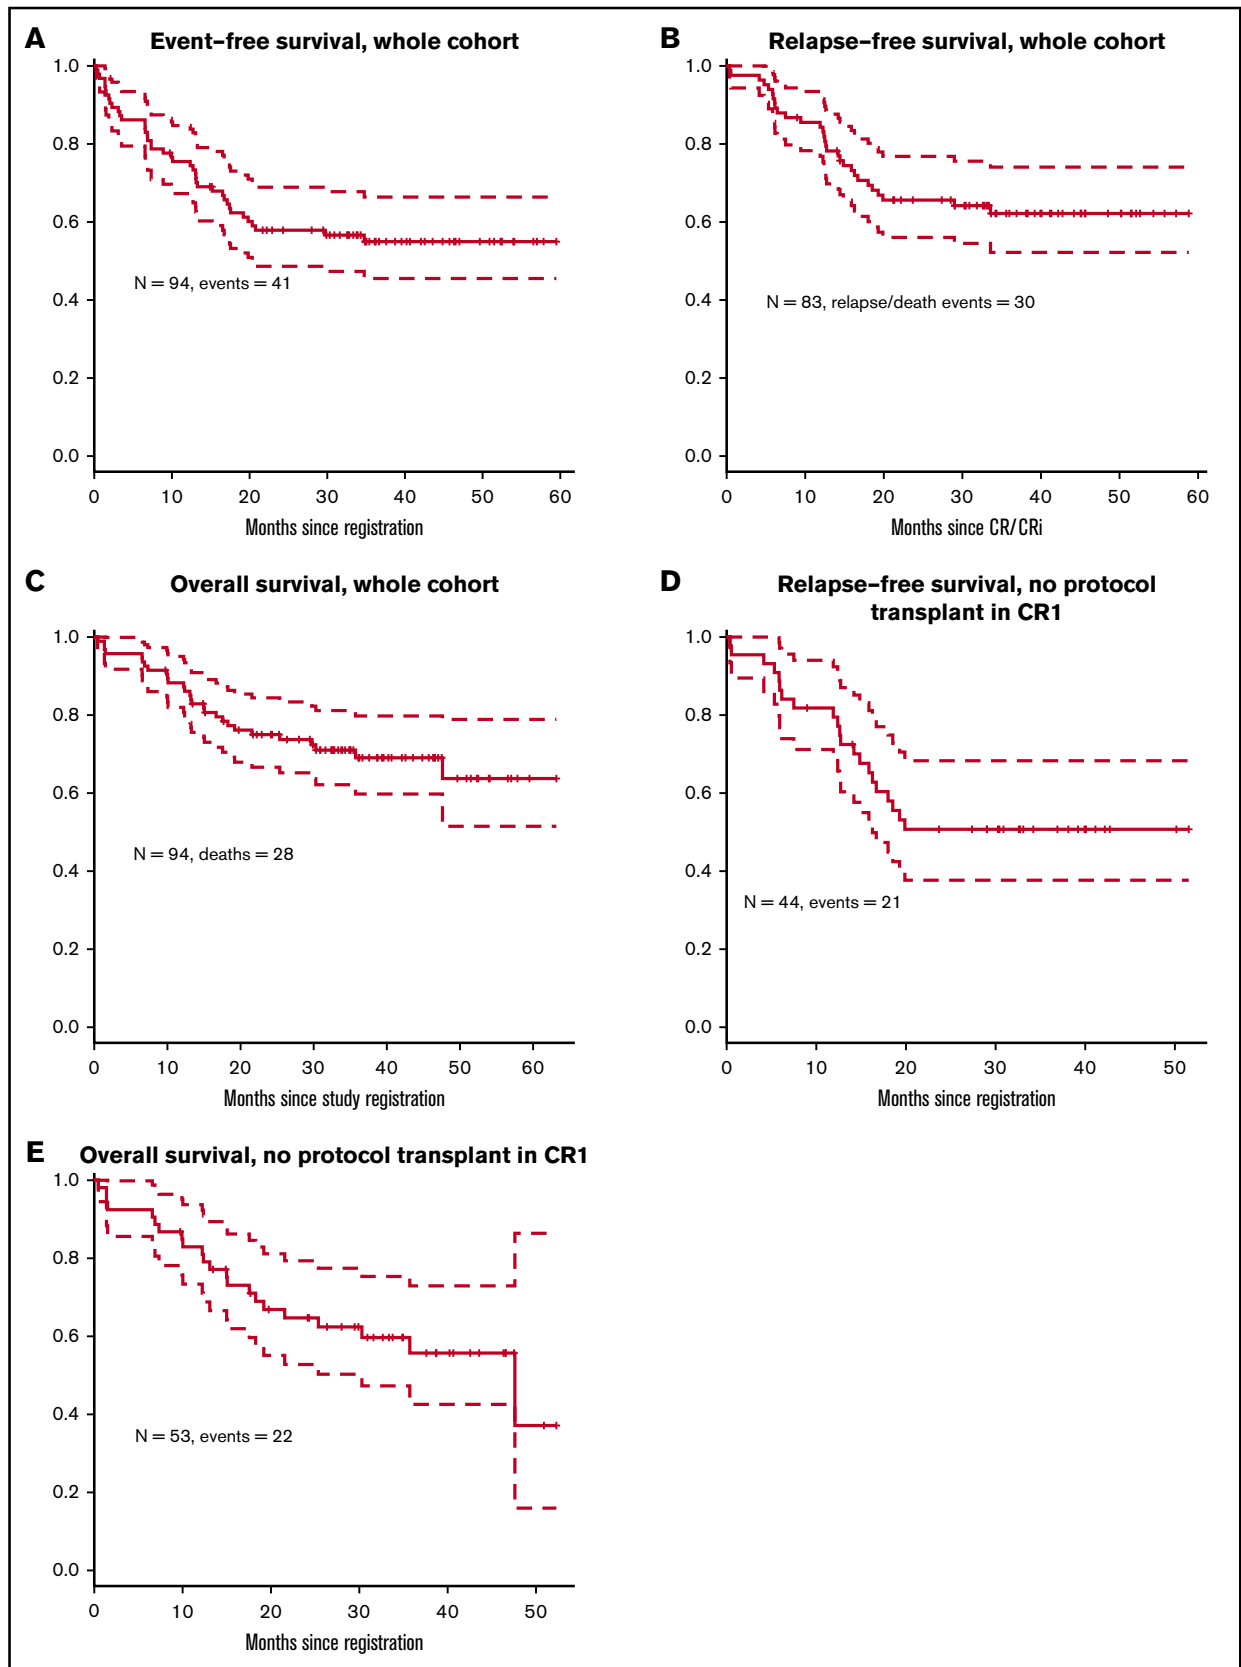 A
Event-free survival, whole cohort
1.0
0.8
0.6
0.4
0.2
0.0
N = 94, events = 41
0 10 20 30 40 50 60
Months since registration
B
Relapse-free survival, whole cohort
1.0
0.8
0.6
0.4
0.2
0.0
N = 83, relapse/death events = 30
0 10 20 30 40 50 60
Months since CR/CRi
C
Overall survival, whole cohort
1.0
0.8
0.6
0.4
0.2
0.0
N = 94, deaths = 28
0 10 20 30 40 50 60
Months since study registration
D
Relapse-free survival, no protocol
transplant in CR1
1.0
0.8
0.6
0.4
0.2
0.0
N = 44, events = 21
0 10 20 30 40 50
Months since registration
E
Overall survival, no protocol transplant in CR1
1.0
0.8
0.6
0.4
0.2
0.0
N = 53, events = 22
0 10 20 30 40 50
Months since registration